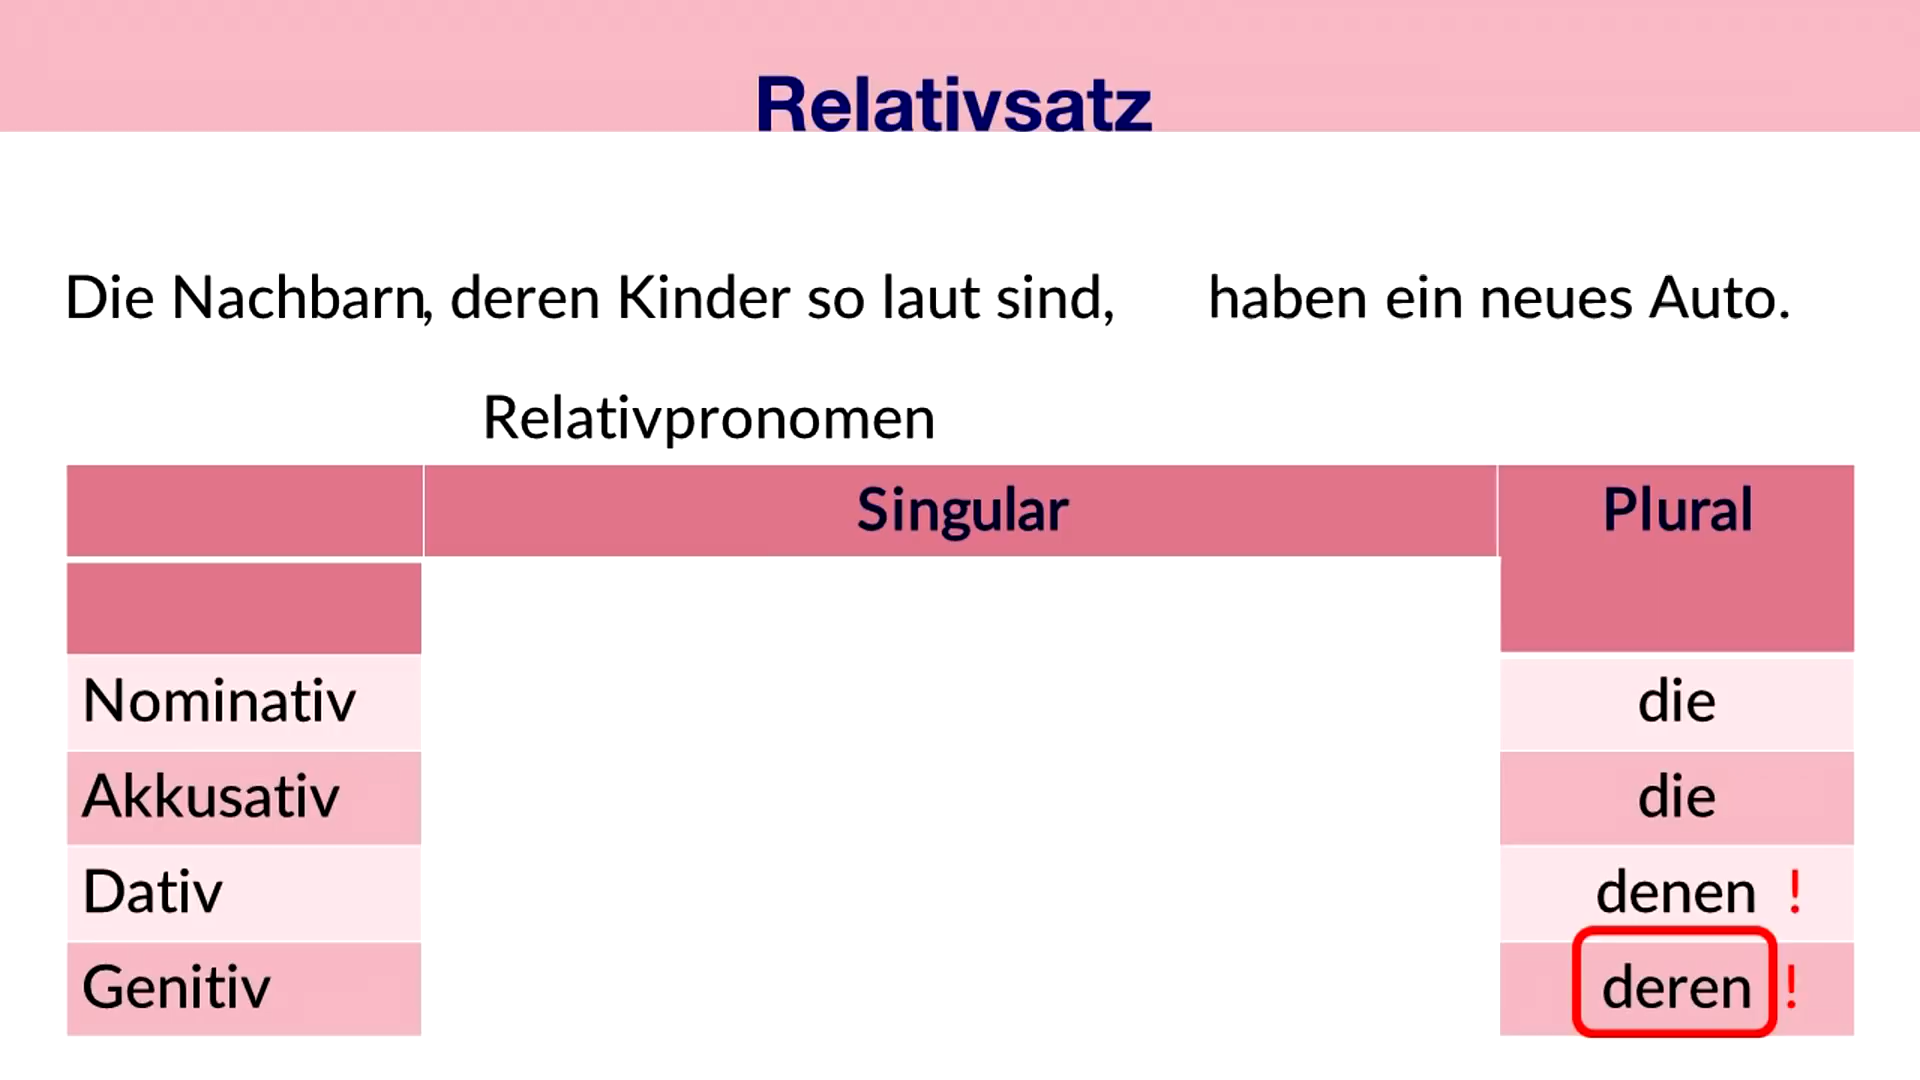 Relativsatz
Die Nachbarn, deren Kinder so laut sind, haben ein neues Auto.
Relativpronomen
Singular Plural
Nominativ die
Akkusativ die
Dativ denen !
Genitiv deren !